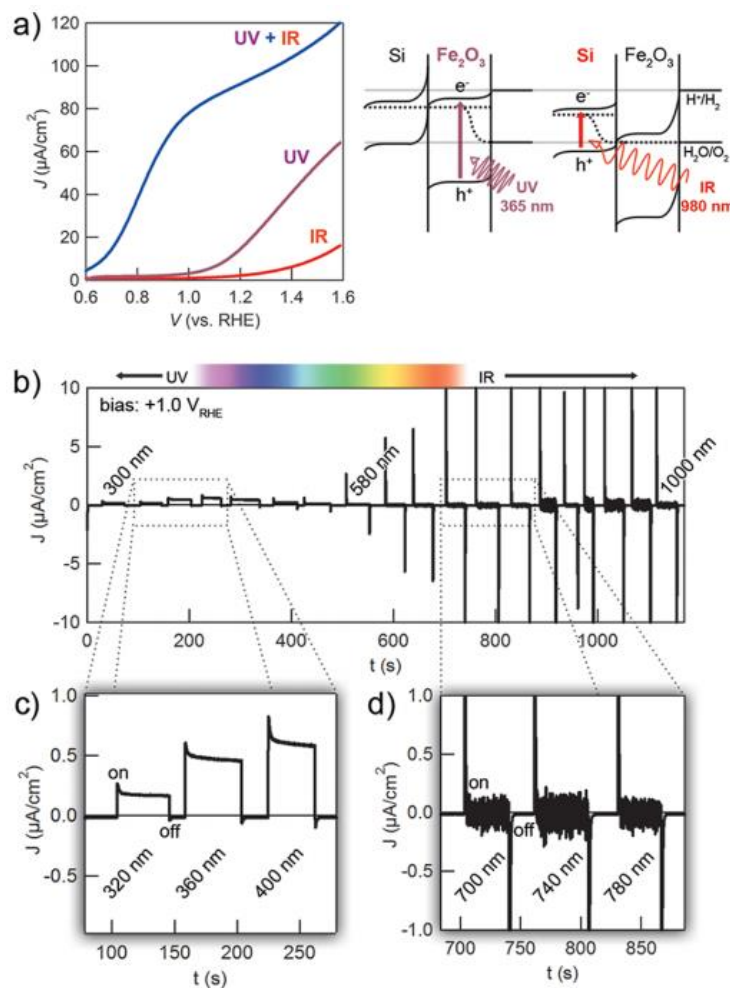 a)
120
100
80
60
40
20
0
J (µA/cm²)
UV + IR
UV
IR
0.6 0.8 1.0 1.2 1.4 1.6
V (vs. RHE)
Si Fe₂O₃ Si Fe₂O₃
e⁻ e⁻ H⁺/H₂
H₂O/O₂
h⁺ UV h⁺ IR
365 nm 980 nm
b) UV IR
bias: +1.0 V_RHE
10
5
0
-5
-10
J (µA/cm²)
300 nm 580 nm 1000 nm
0 200 400 600 800 1000
t (s)
c)
1.0
0.5
0.0
-0.5
J (µA/cm²)
on
off
320 nm 360 nm 400 nm
100 150 200 250
t (s)
d)
1.0
0.5
0.0
-0.5
-1.0
J (µA/cm²)
on
off
700 nm 740 nm 780 nm
700 750 800 850
t (s)